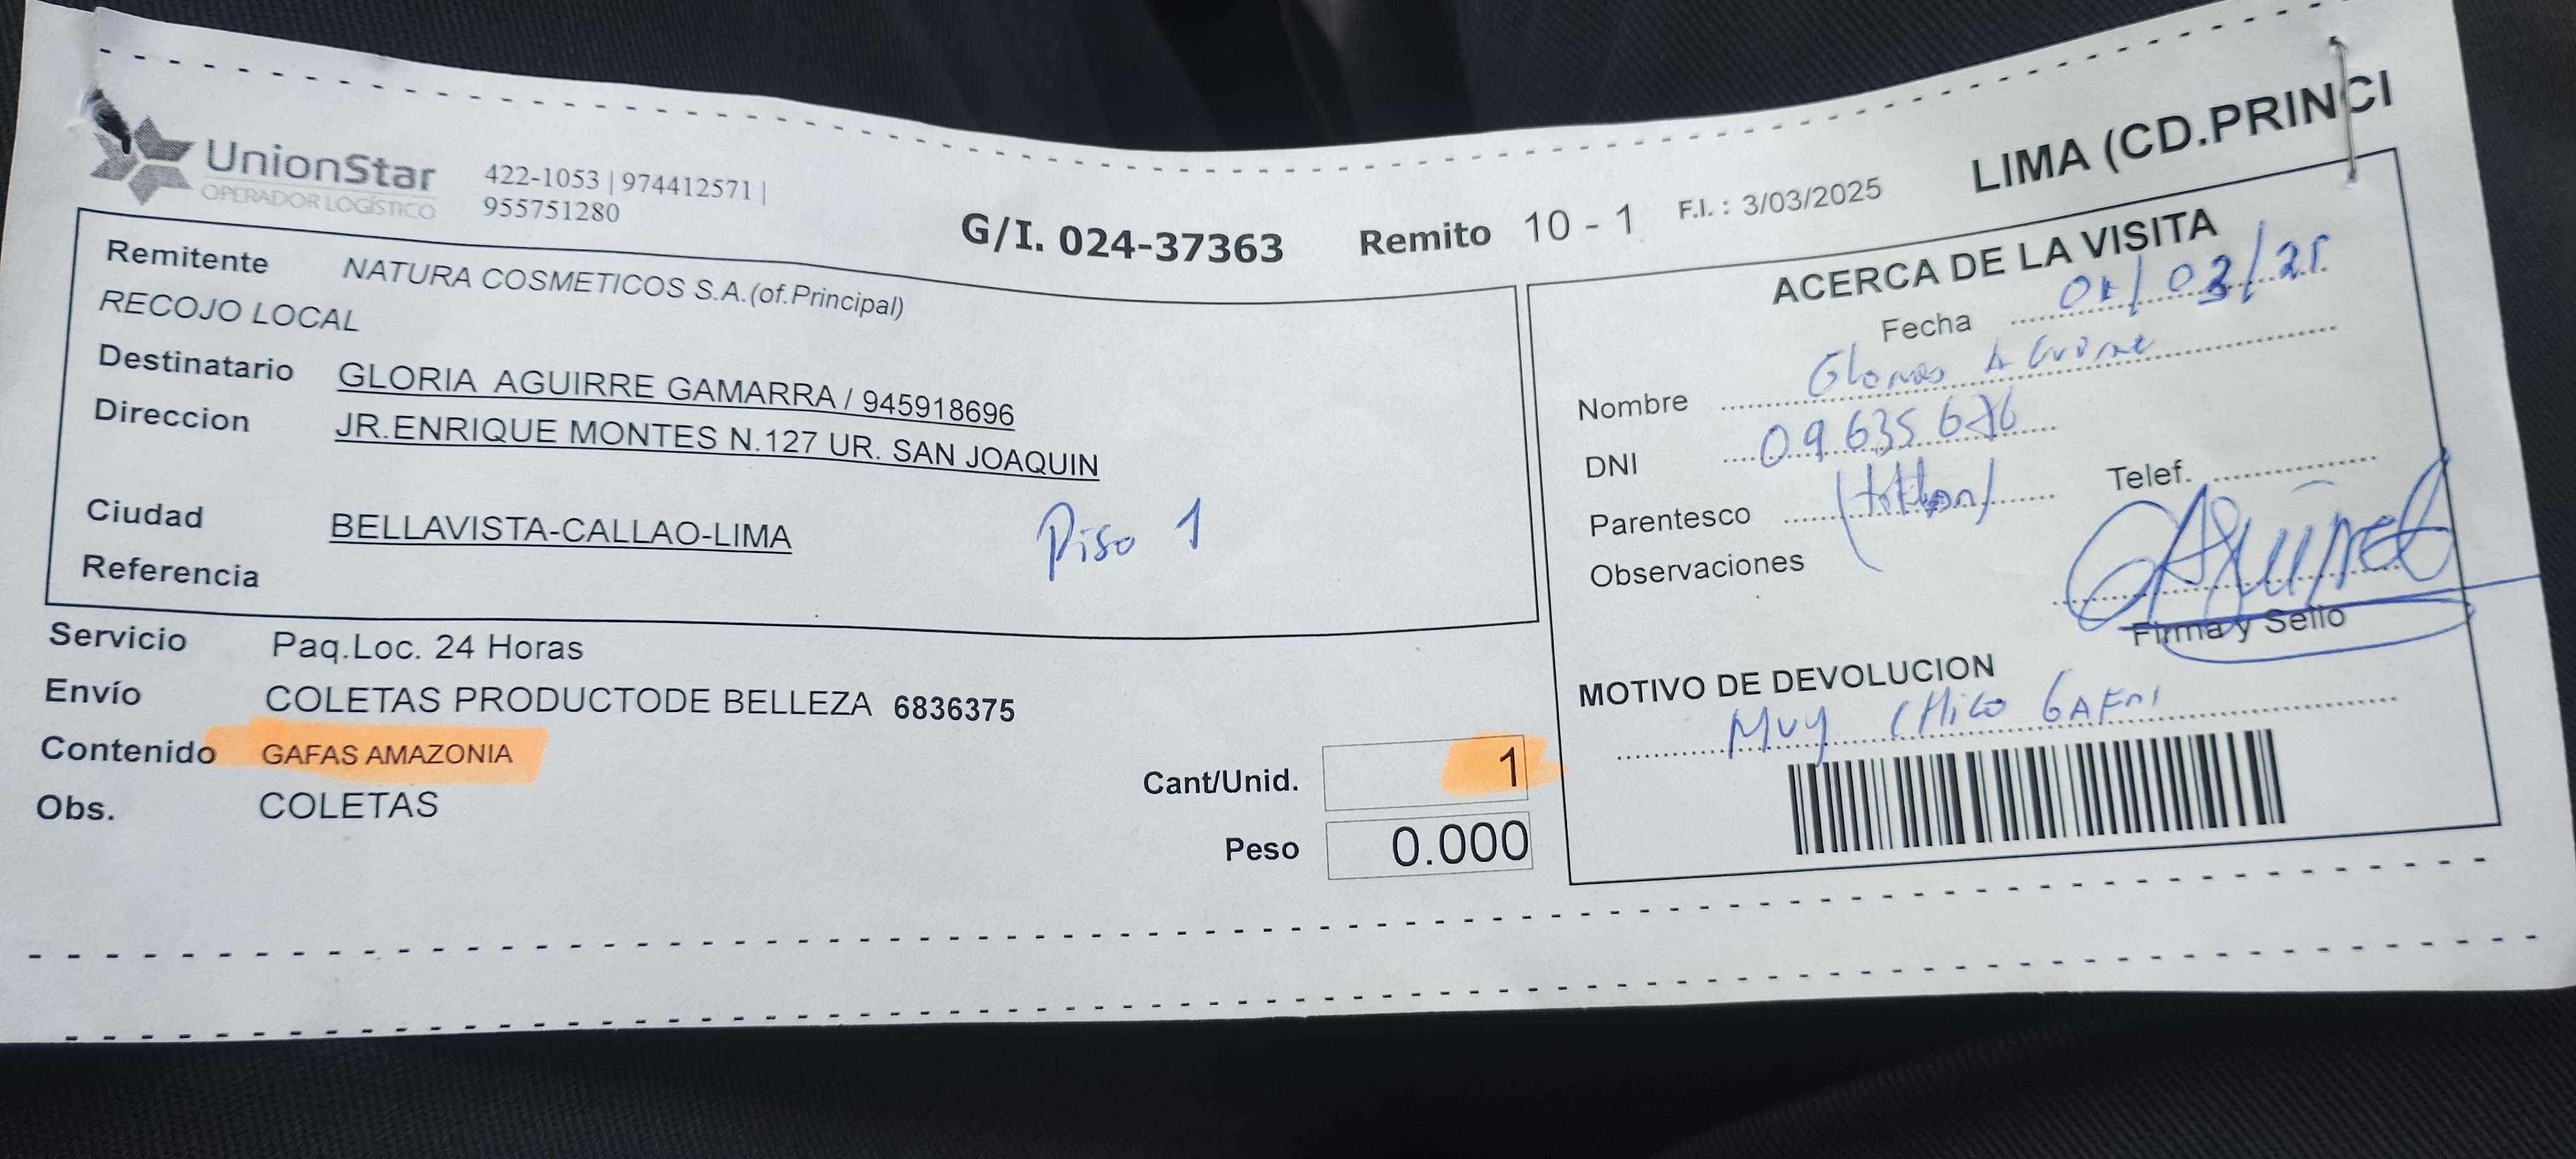 UnionStar
OPERADOR LOGÍSTICO
422-1053 | 974412571 |
955751280
G/I. 024-37363 Remito 10 - 1 F.I. : 3/03/2025 LIMA (CD.PRINCI
Remitente NATURA COSMETICOS S.A.(of.Principal)
RECOJO LOCAL
Destinatario GLORIA AGUIRRE GAMARRA / 945918696
Direccion JR.ENRIQUE MONTES N.127 UR. SAN JOAQUIN
Ciudad BELLAVISTA-CALLAO-LIMA
Piso 1
Referencia
Servicio Paq.Loc. 24 Horas
Envío COLETAS PRODUCTODE BELLEZA 6836375
Contenido GAFAS AMAZONIA
Obs. COLETAS
Cant/Unid. 1
Peso 0.000
ACERCA DE LA VISITA
Fecha
Nombre
DNI
Parentesco
Telef.
Observaciones
Firma y Sello
MOTIVO DE DEVOLUCION
Muy CHICO